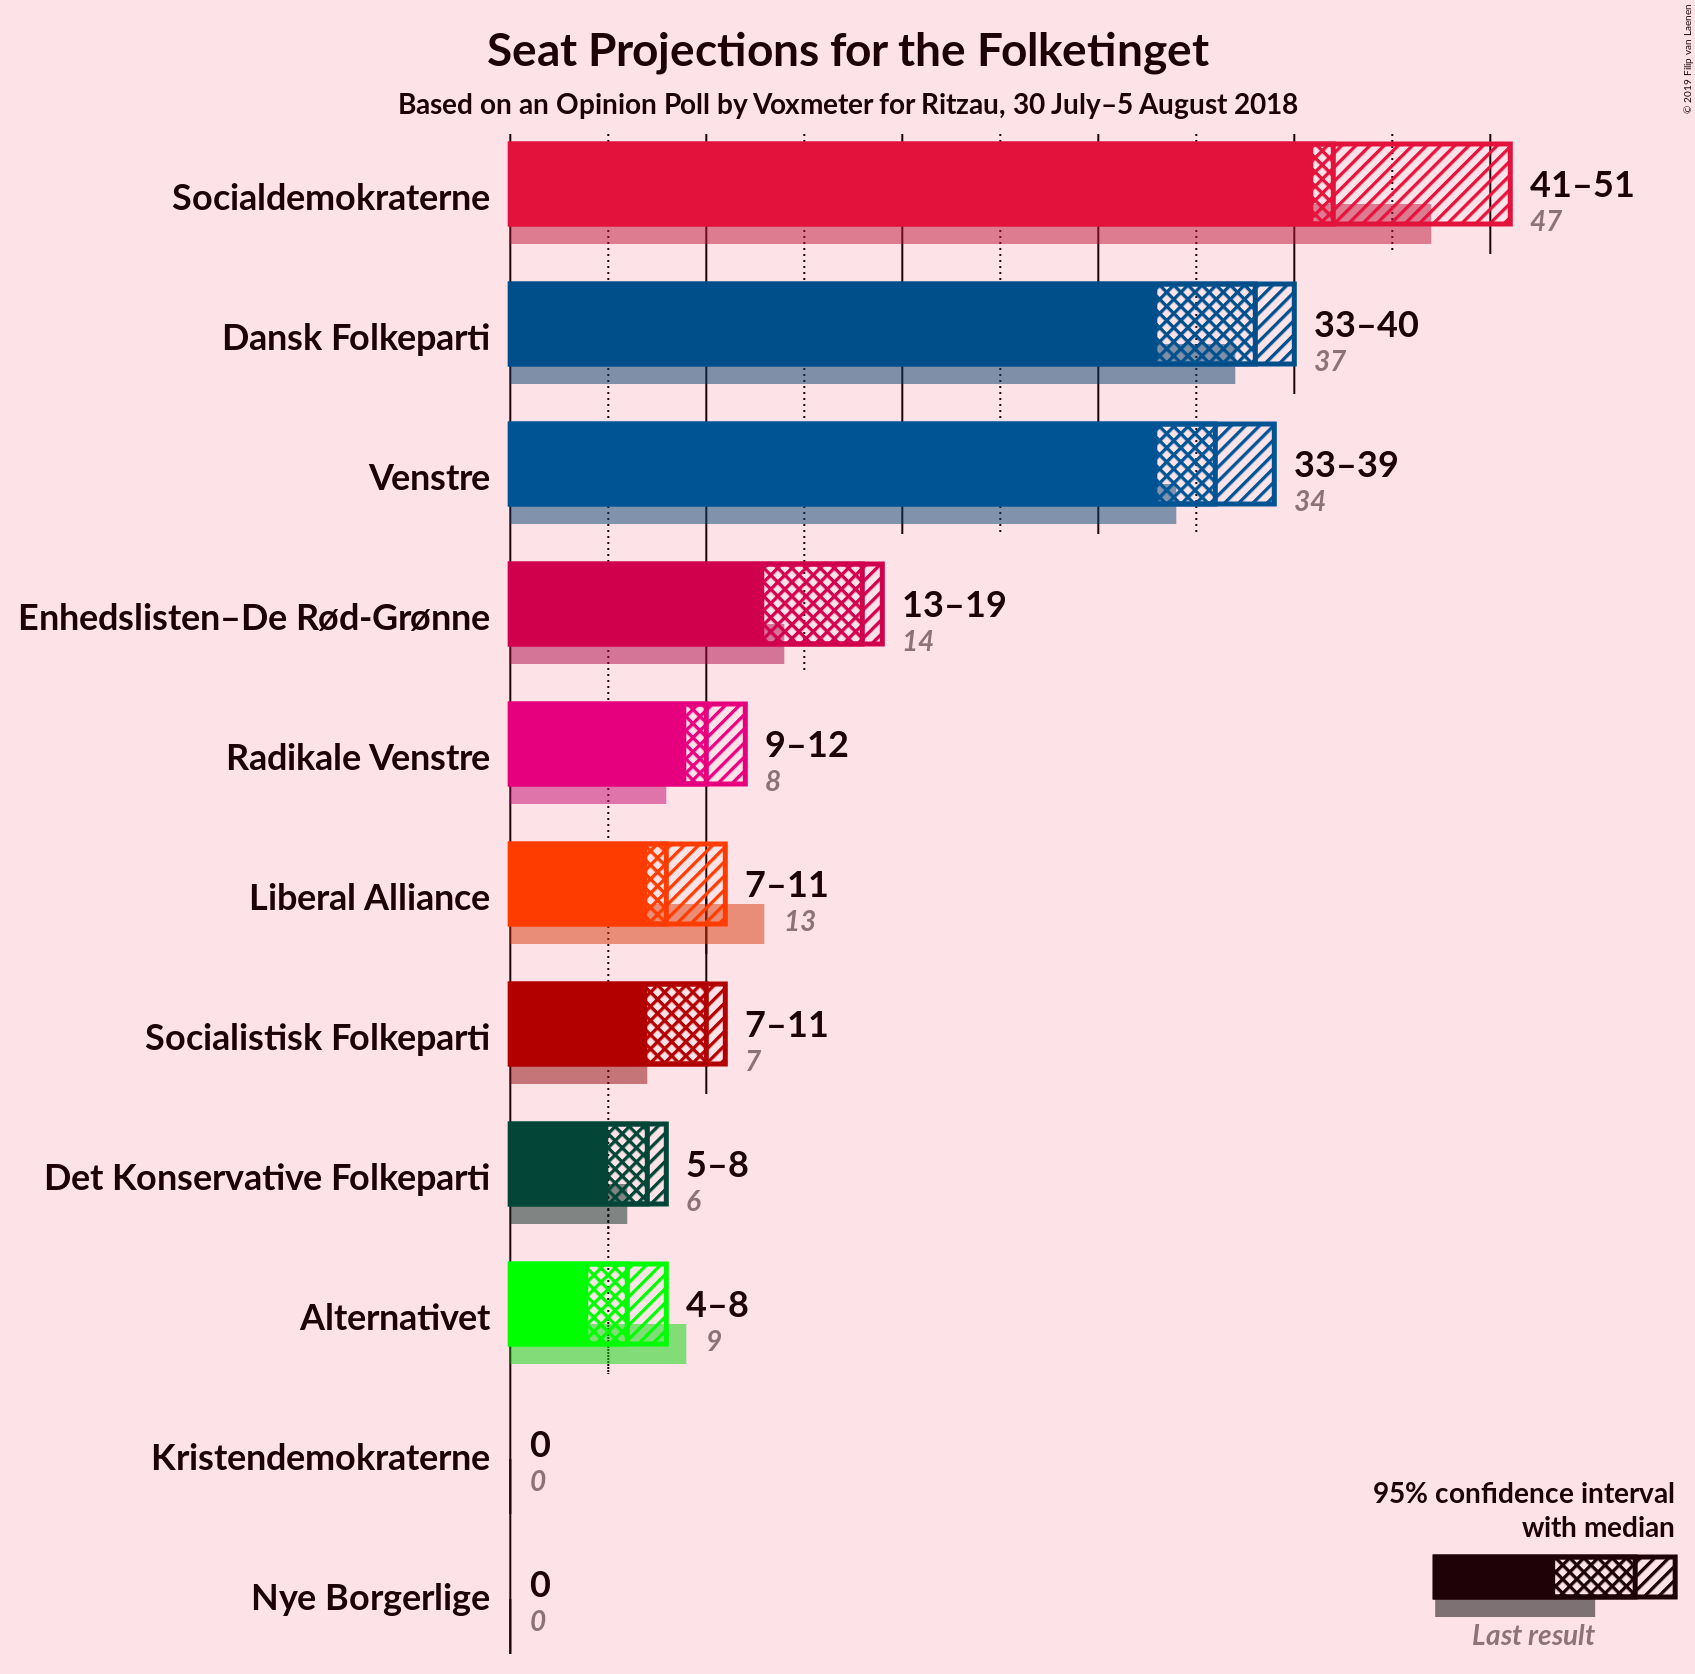 Seat Projections for the Folketinget
Based on an Opinion Poll by Voxmeter for Ritzau, 30 July–5 August 2018
© 2019 Filip van Laenen
Socialdemokraterne
41–51
47
Dansk Folkeparti
33–40
37
Venstre
33–39
34
Enhedslisten–De Rød-Grønne
13–19
14
Radikale Venstre
9–12
8
Liberal Alliance
7–11
13
Socialistisk Folkeparti
7–11
7
Det Konservative Folkeparti
5–8
6
Alternativet
4–8
9
Kristendemokraterne
0
0
Nye Borgerlige
0
0
95% confidence interval
with median
Last result